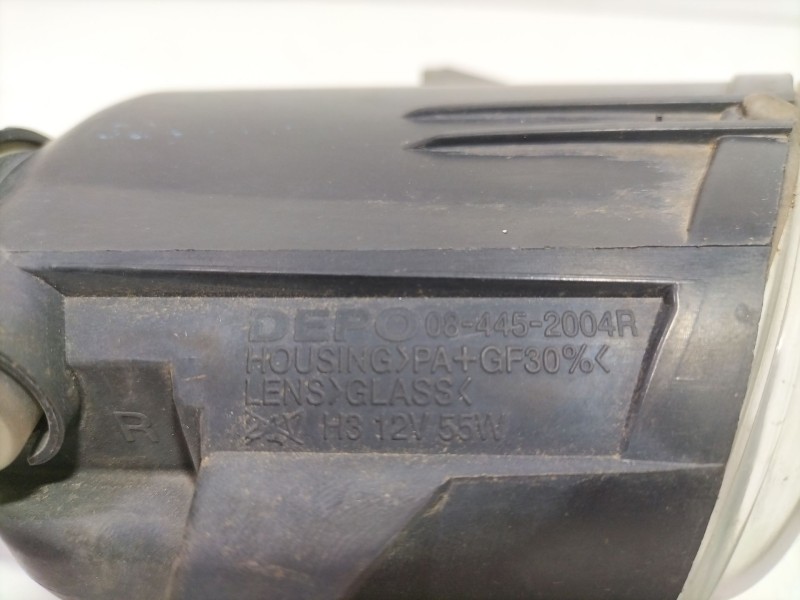 DEPO 08-445-2004R
HOUSING>PA+GF30%<
LENS>GLASS<
R H3 12V 55W